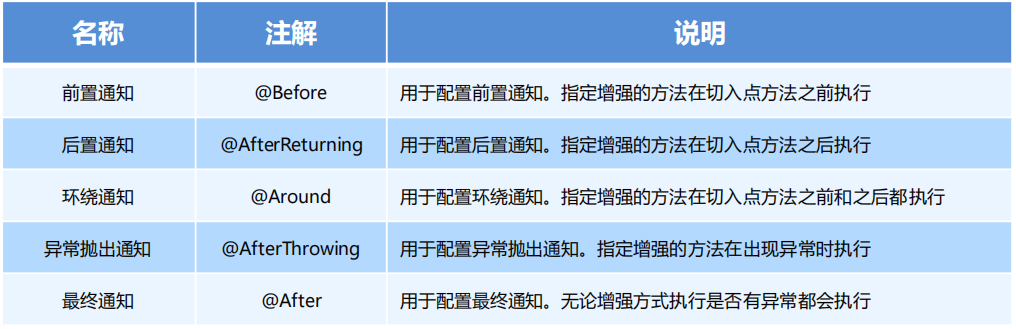 名称 注解 说明
前置通知 @Before 用于配置前置通知。指定增强的方法在切入点方法之前执行
后置通知 @AfterReturning 用于配置后置通知。指定增强的方法在切入点方法之后执行
环绕通知 @Around 用于配置环绕通知。指定增强的方法在切入点方法之前和之后都执行
异常抛出通知 @AfterThrowing 用于配置异常抛出通知。指定增强的方法在出现异常时执行
最终通知 @After 用于配置最终通知。无论增强方式执行是否有异常都会执行